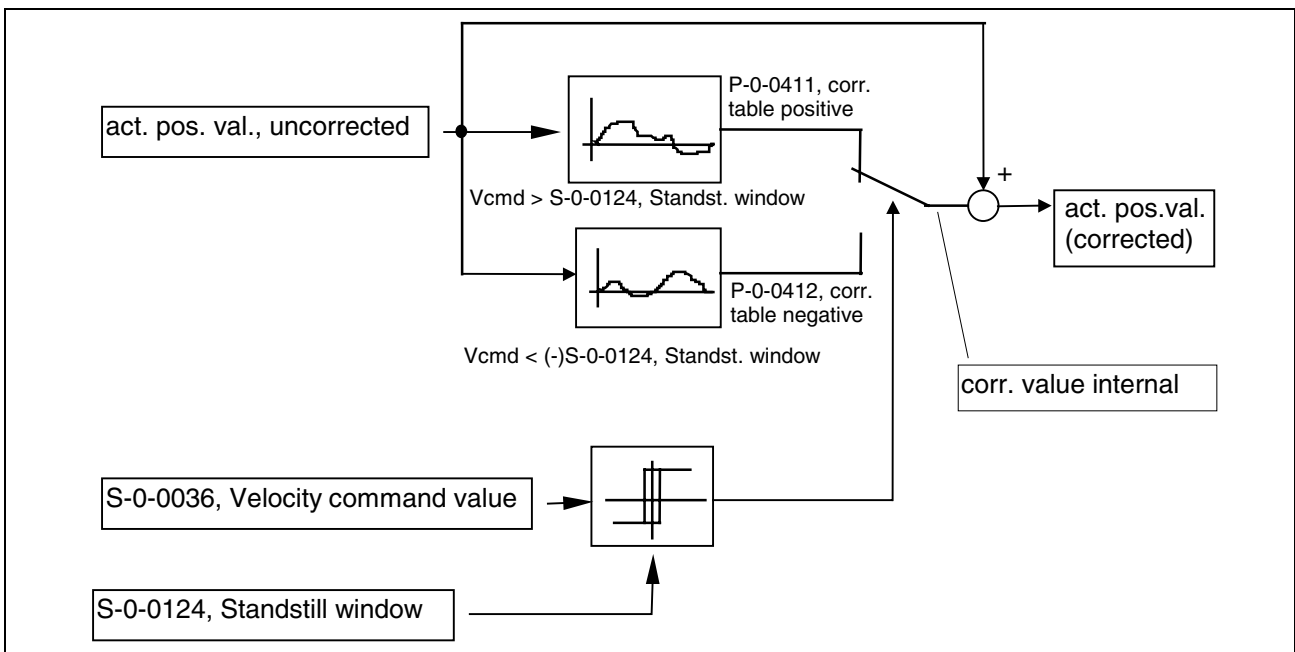 P-0-0411, corr.
table positive
act. pos. val., uncorrected
+
Vcmd > S-0-0124, Standst. window
act. pos.val.
(corrected)
P-0-0412, corr.
table negative
Vcmd < (-)S-0-0124, Standst. window
corr. value internal
S-0-0036, Velocity command value
S-0-0124, Standstill window